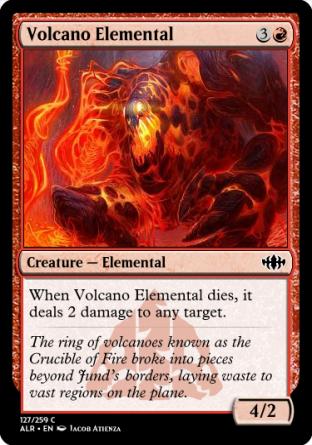 Volcano Elemental 3
Creature — Elemental
When Volcano Elemental dies, it
deals 2 damage to any target.
The ring of volcanoes known as the
Crucible of Fire broke into pieces
beyond Jund's borders, laying waste to
vast regions on the plane.
4/2
127/259 C
ALR • EN Jacob Atienza